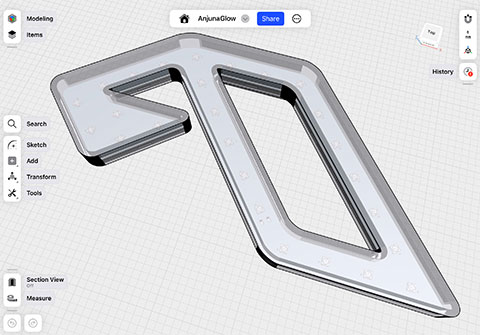 Modeling
AnjunaGlow
Share
Items
Top
History
Search
Sketch
Add
Transform
Tools
Section View
Off
Measure